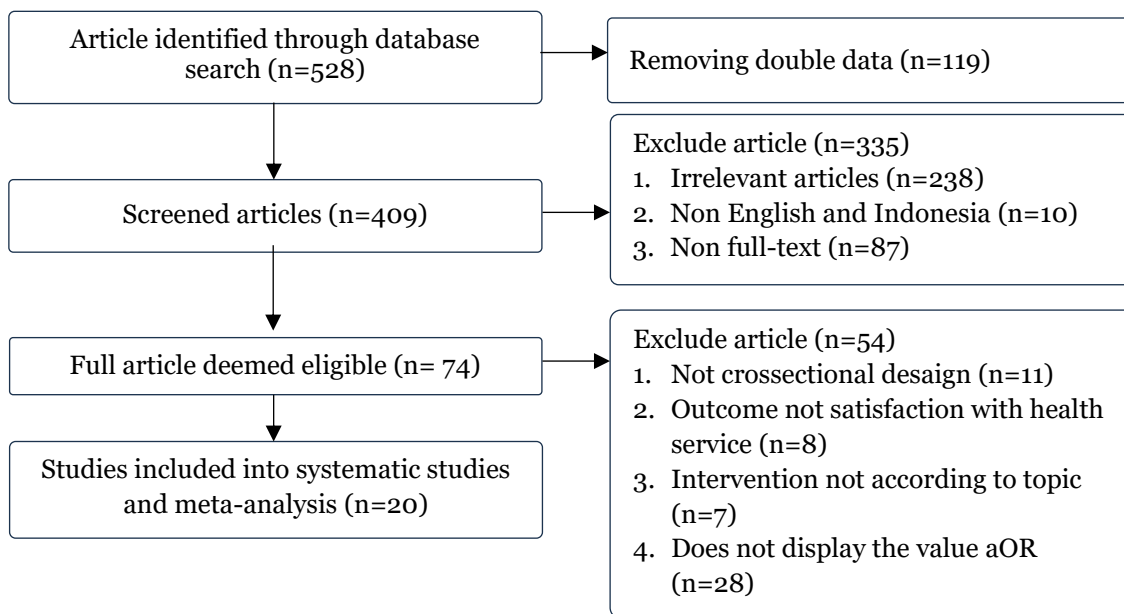 Article identified through database
search (n=528)
Removing double data (n=119)
Screened articles (n=409)
Exclude article (n=335)
1. Irrelevant articles (n=238)
2. Non English and Indonesia (n=10)
3. Non full-text (n=87)
Full article deemed eligible (n= 74)
Exclude article (n=54)
1. Not crossectional desaign (n=11)
2. Outcome not satisfaction with health
service (n=8)
3. Intervention not according to topic
(n=7)
4. Does not display the value aOR
(n=28)
Studies included into systematic studies
and meta-analysis (n=20)